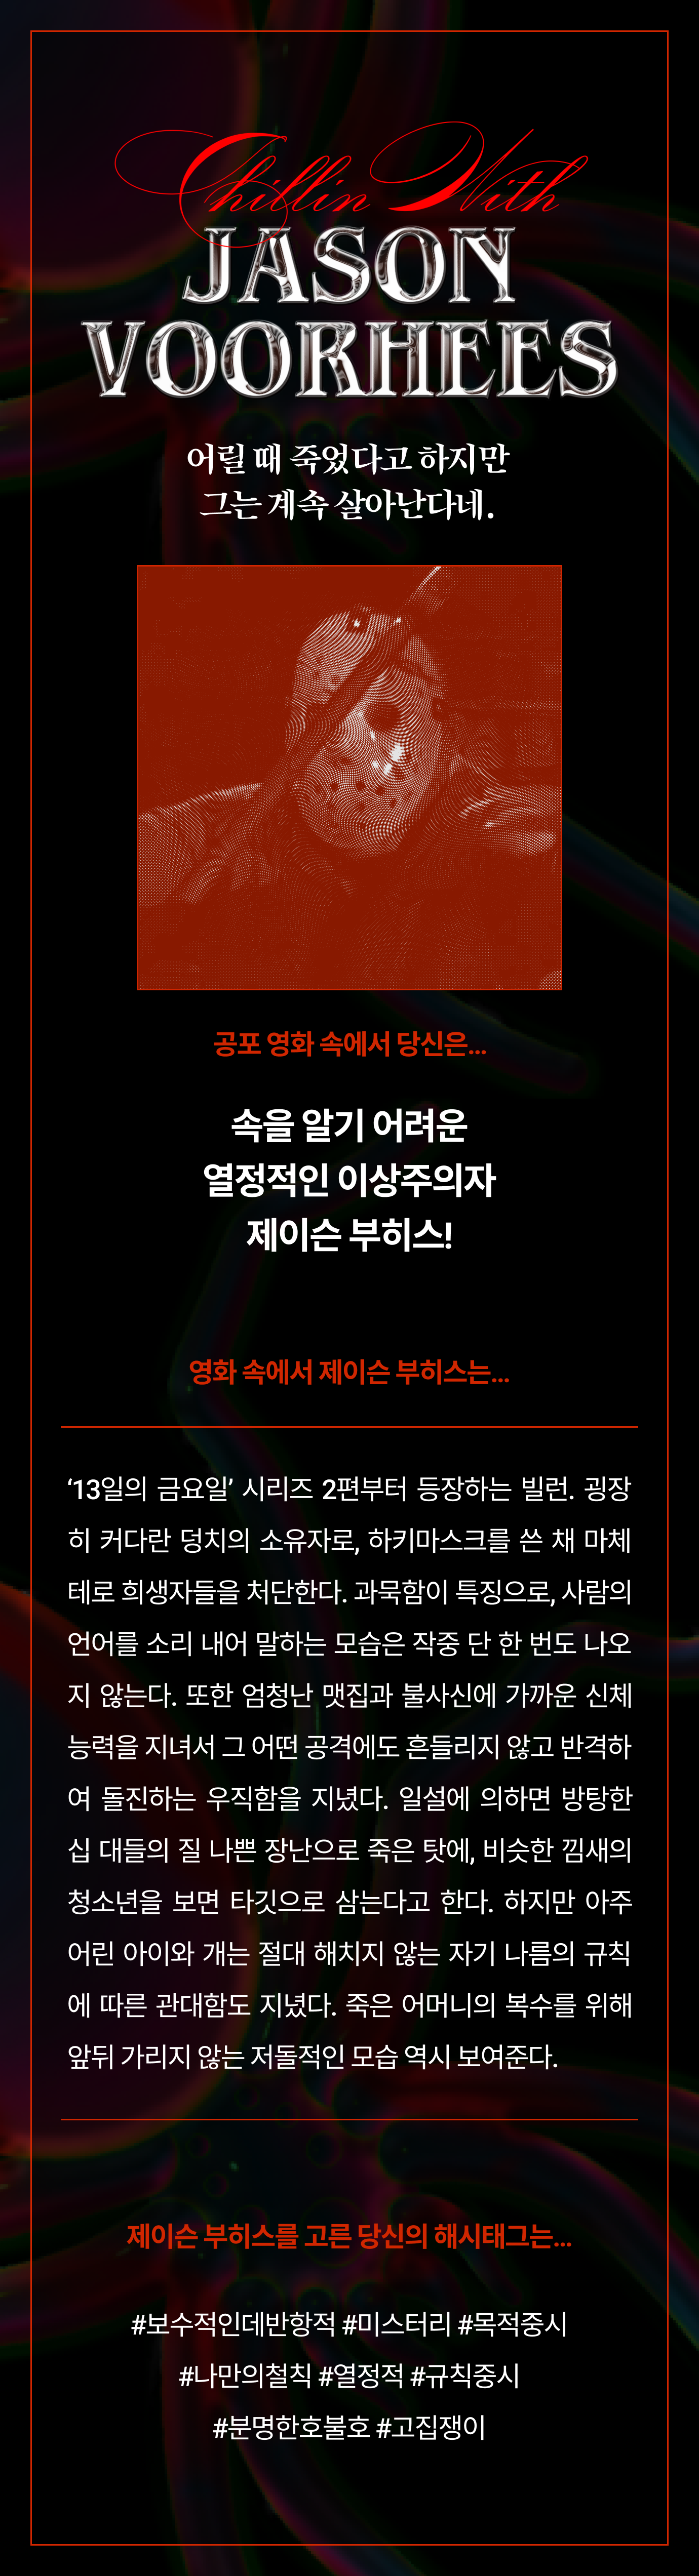 Chillin With
JASON
VOORHEES
어릴 때 죽었다고 하지만
그는 계속 살아난다네.
공포 영화 속에서 당신은...
속을 알기 어려운
열정적인 이상주의자
제이슨 부히스!
영화 속에서 제이슨 부히스는...
‘13일의 금요일’ 시리즈 2편부터 등장하는 빌런. 굉장
히 커다란 덩치의 소유자로, 하키마스크를 쓴 채 마체
테로 희생자들을 처단한다. 과묵함이 특징으로, 사람의
언어를 소리 내어 말하는 모습은 작중 단 한 번도 나오
지 않는다. 또한 엄청난 맷집과 불사신에 가까운 신체
능력을 지녀서 그 어떤 공격에도 흔들리지 않고 반격하
여 돌진하는 우직함을 지녔다. 일설에 의하면 방탕한
십 대들의 질 나쁜 장난으로 죽은 탓에, 비슷한 낌새의
청소년을 보면 타깃으로 삼는다고 한다. 하지만 아주
어린 아이와 개는 절대 해치지 않는 자기 나름의 규칙
에 따른 관대함도 지녔다. 죽은 어머니의 복수를 위해
앞뒤 가리지 않는 저돌적인 모습 역시 보여준다.
제이슨 부히스를 고른 당신의 해시태그는...
#보수적인데반항적 #미스터리 #목적중시
#나만의철칙 #열정적 #규칙중시
#분명한호불호 #고집쟁이